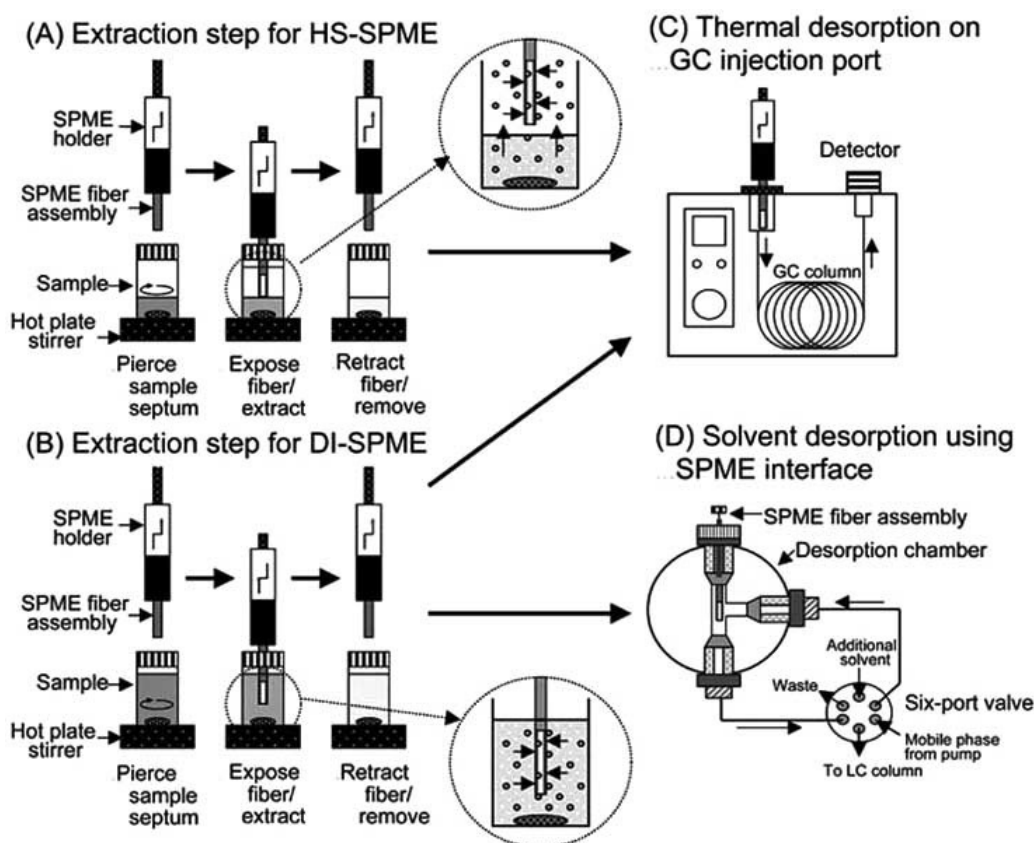 (A) Extraction step for HS-SPME
SPME
holder
SPME fiber
assembly
Sample
Hot plate
stirrer
Pierce
sample
septum
Expose
fiber/
extract
Retract
fiber/
remove
(C) Thermal desorption on
GC injection port
Detector
GC column
(B) Extraction step for DI-SPME
SPME
holder
SPME fiber
assembly
Sample
Hot plate
stirrer
Pierce
sample
septum
Expose
fiber/
extract
Retract
fiber/
remove
(D) Solvent desorption using
SPME interface
SPME fiber assembly
Desorption chamber
Additional
solvent
Waste
Six-port valve
Mobile phase
from pump
To LC column